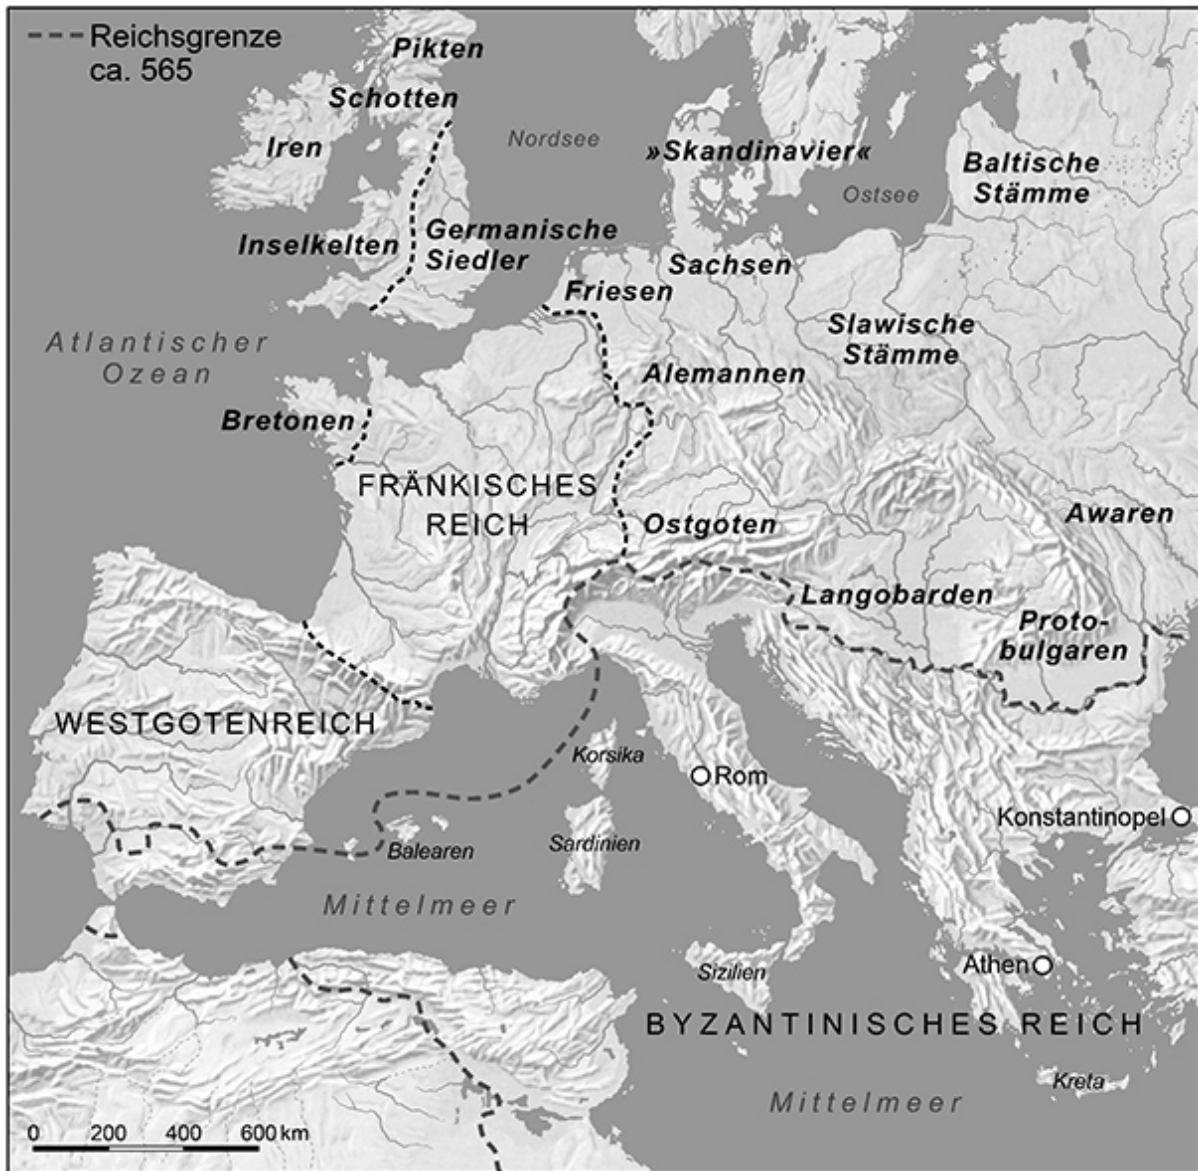 Reichsgrenze
ca. 565
Pikten
Schotten
Iren
Nordsee
»Skandinavier«
Baltische
Stämme
Ostsee
Inselkelten
Germanische
Siedler
Sachsen
Friesen
Slawische
Stämme
Atlantischer
Ozean
Alemannen
Bretonen
FRÄNKISCHES
REICH
Ostgoten
Awaren
Langobarden
Proto-
bulgaren
WESTGOTENREICH
Korsika
Rom
Konstantinopel
Sardinien
Balearen
Mittelmeer
Sizilien
Athen
BYZANTINISCHES REICH
Kreta
Mittelmeer
0 200 400 600 km